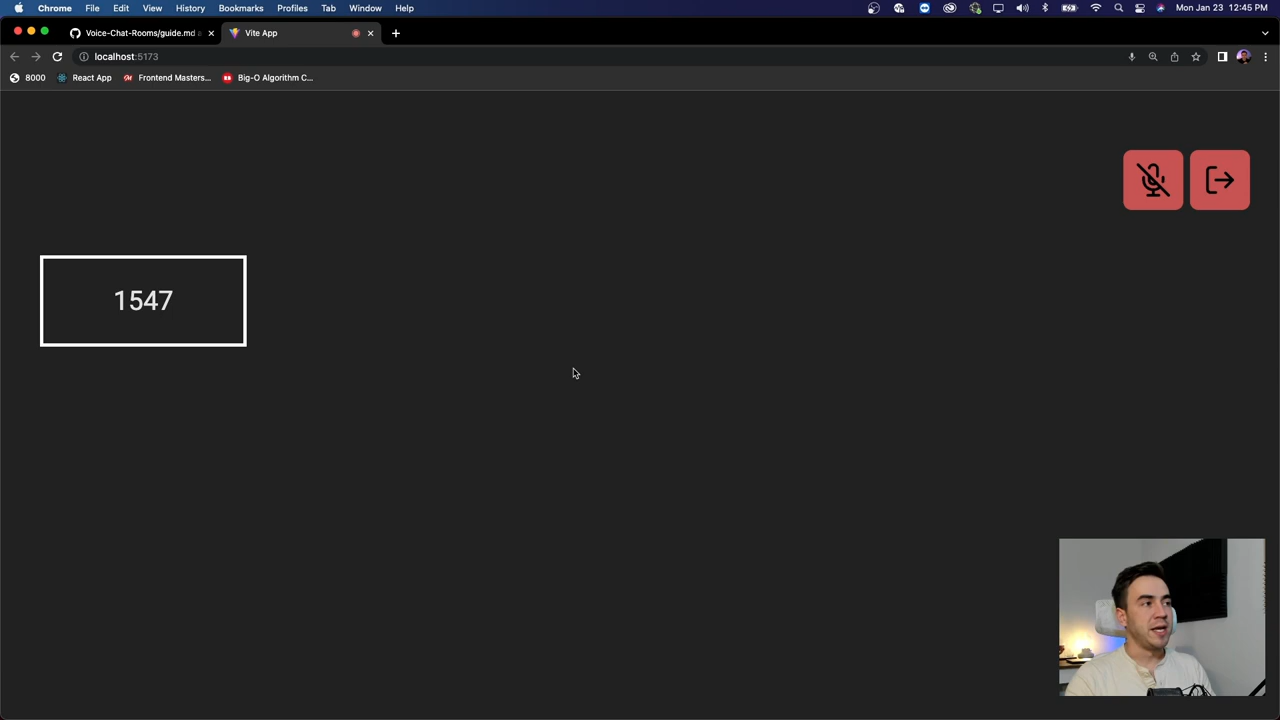 Chrome File Edit View History Bookmarks Profiles Tab Window Help Mon Jan 23 12:45 PM
Voice-Chat-Rooms/guide.md Vite App
localhost:5173
8000 React App Frontend Masters... Big-O Algorithm C...
1547